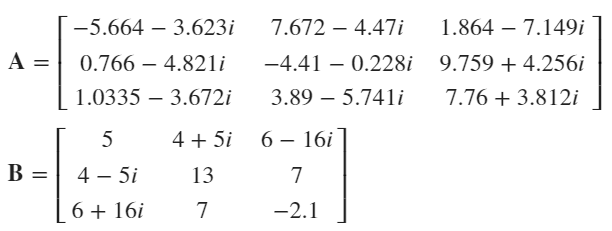 −5.664 − 3.623i 7.672 − 4.47i 1.864 − 7.149i
A = 0.766 − 4.821i −4.41 − 0.228i 9.759 + 4.256i
1.0335 − 3.672i 3.89 − 5.741i 7.76 + 3.812i
5 4 + 5i 6 − 16i
B = 4 − 5i 13 7
6 + 16i 7 −2.1